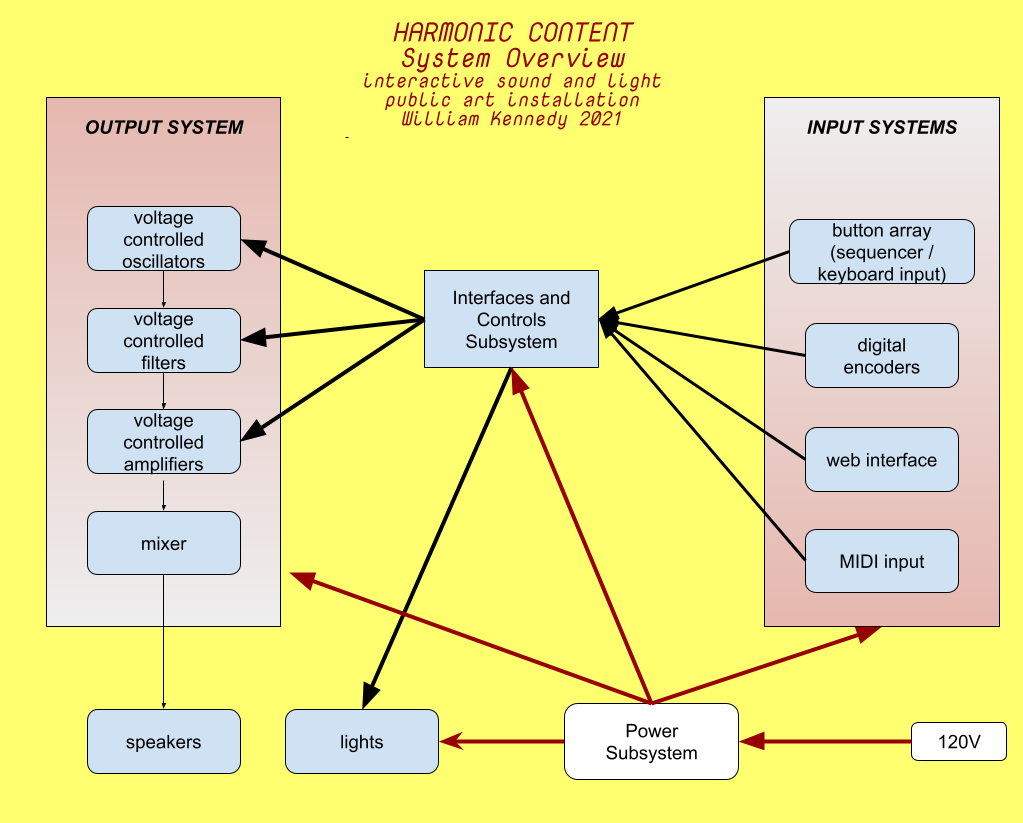 HARMONIC CONTENT
System Overview
interactive sound and light
public art installation
William Kennedy 2021
-
OUTPUT SYSTEM
voltage
controlled
oscillators
voltage
controlled
filters
voltage
controlled
amplifiers
mixer
speakers
Interfaces and
Controls
Subsystem
lights
INPUT SYSTEMS
button array
(sequencer /
keyboard input)
digital
encoders
web interface
MIDI input
Power
Subsystem
120V